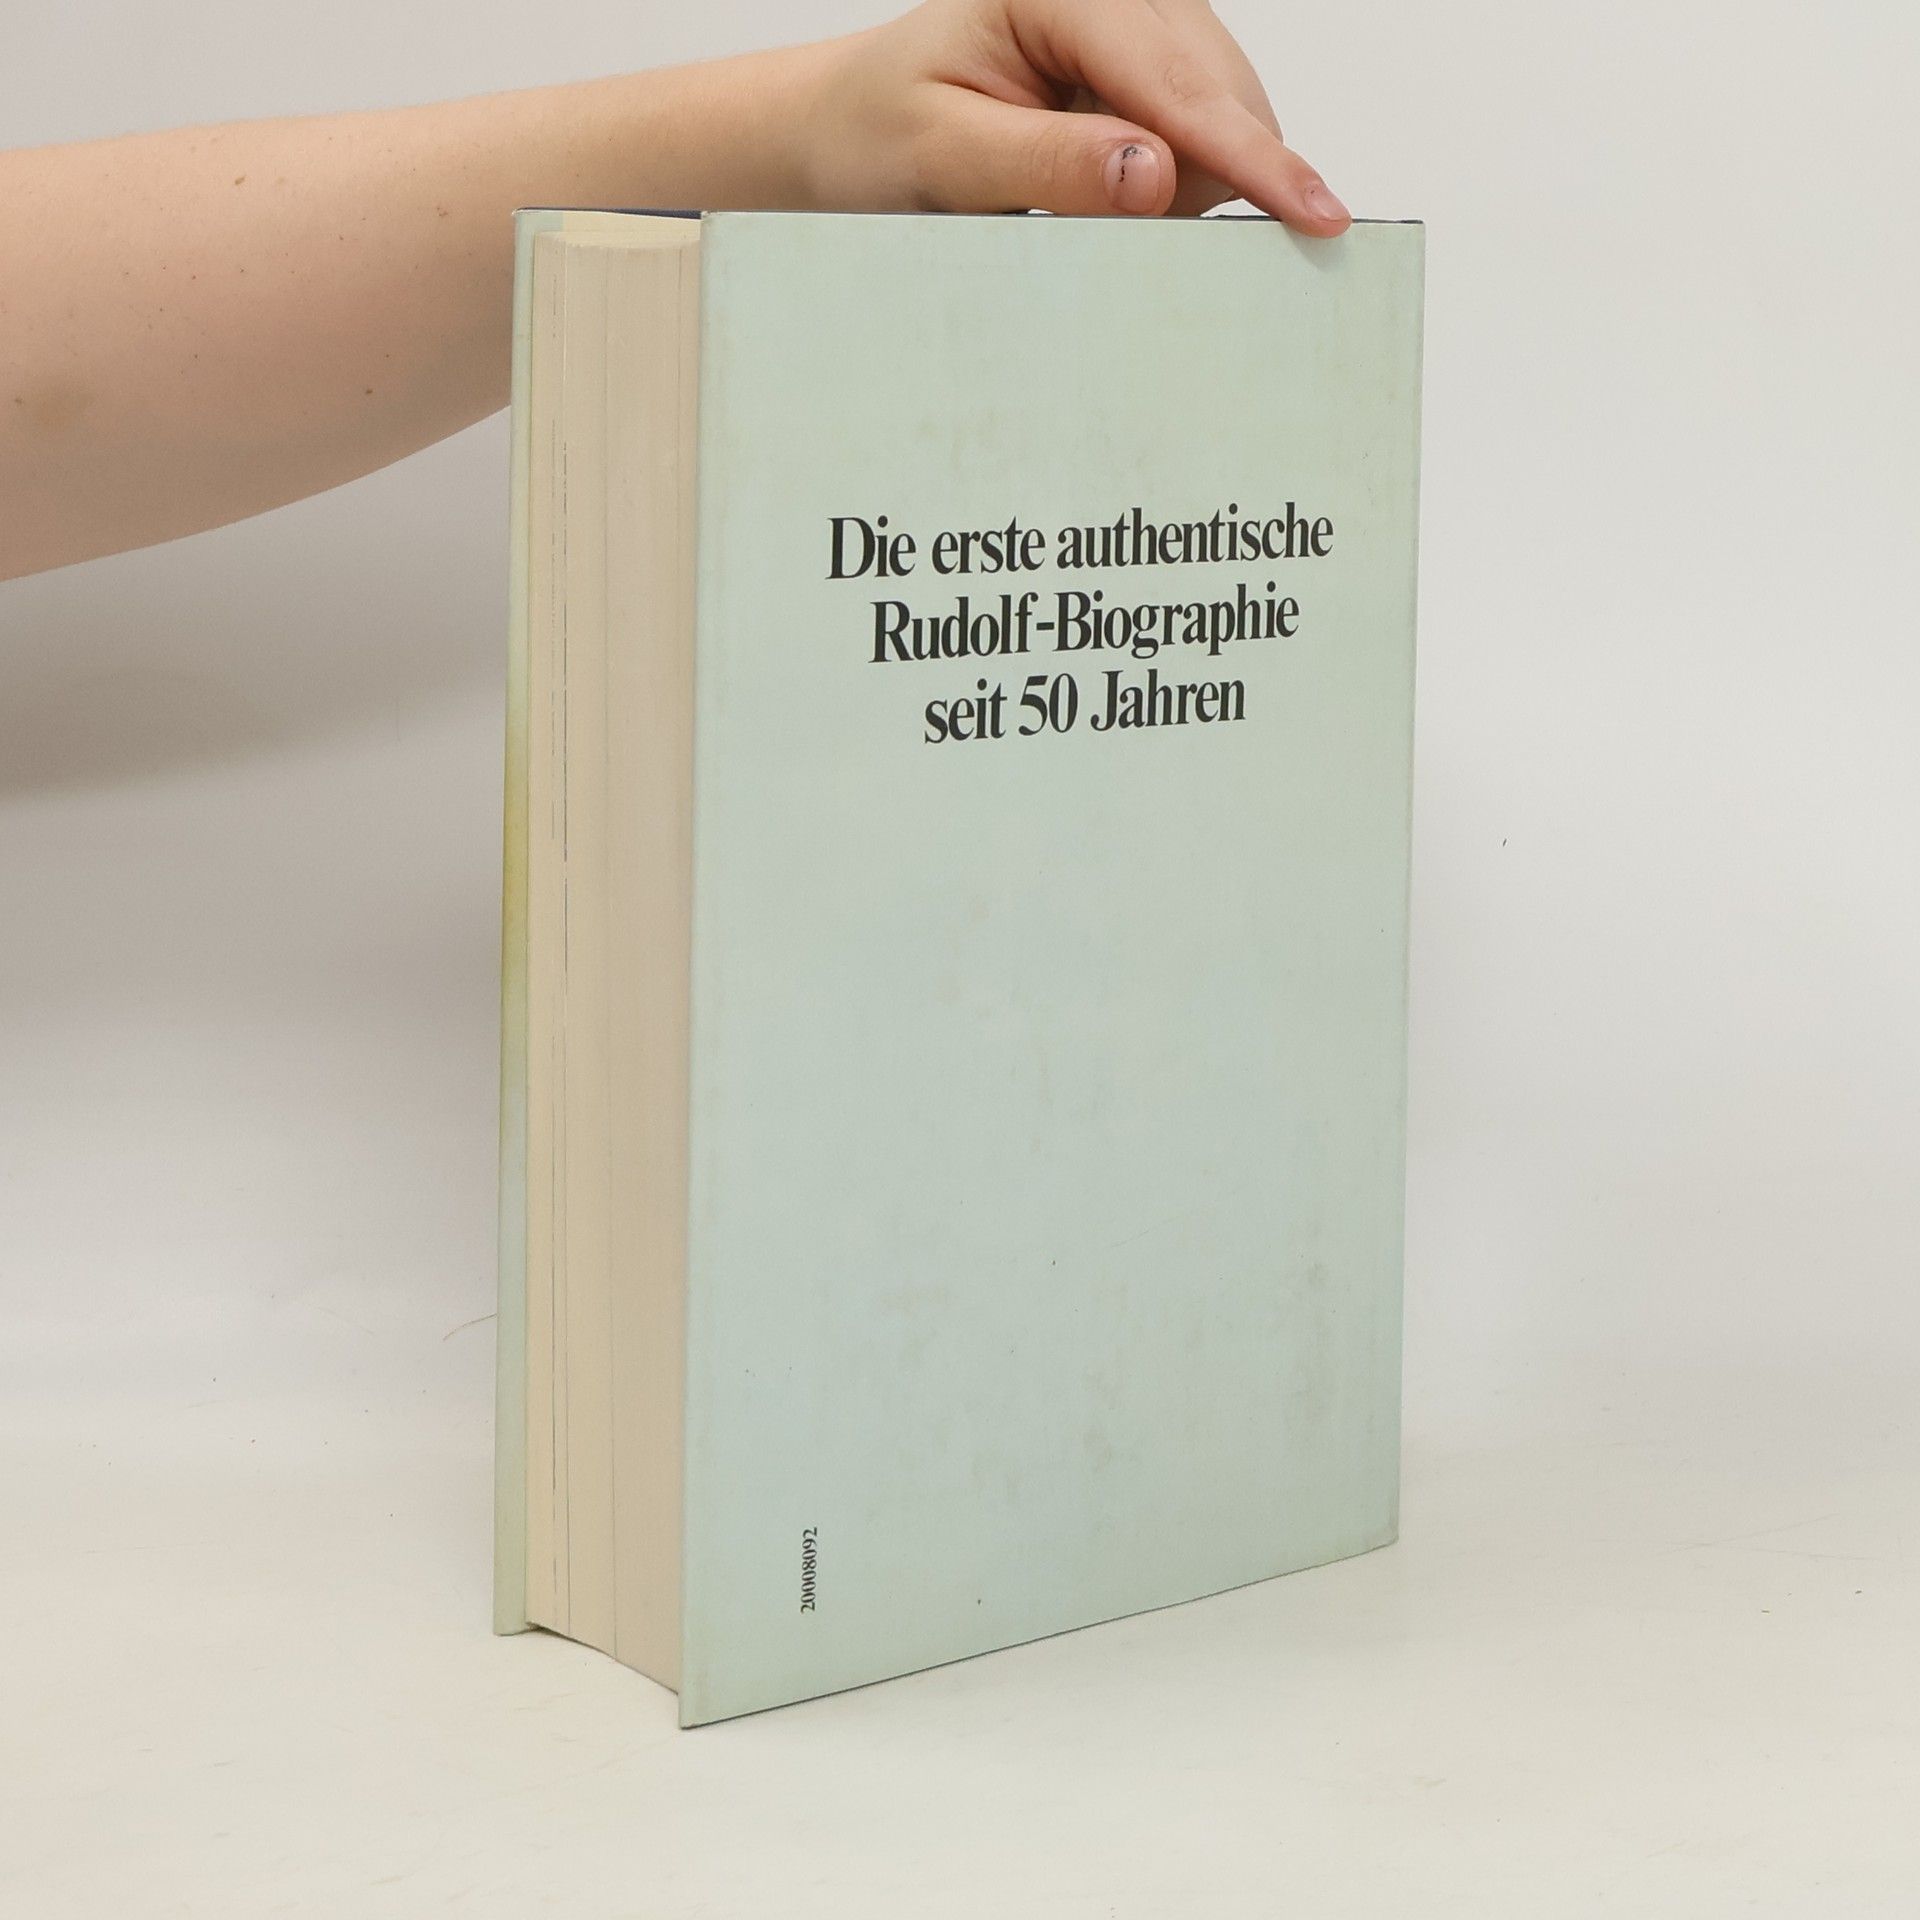 Die erste authentische
Rudolf-Biographie
seit 50 Jahren
20008092